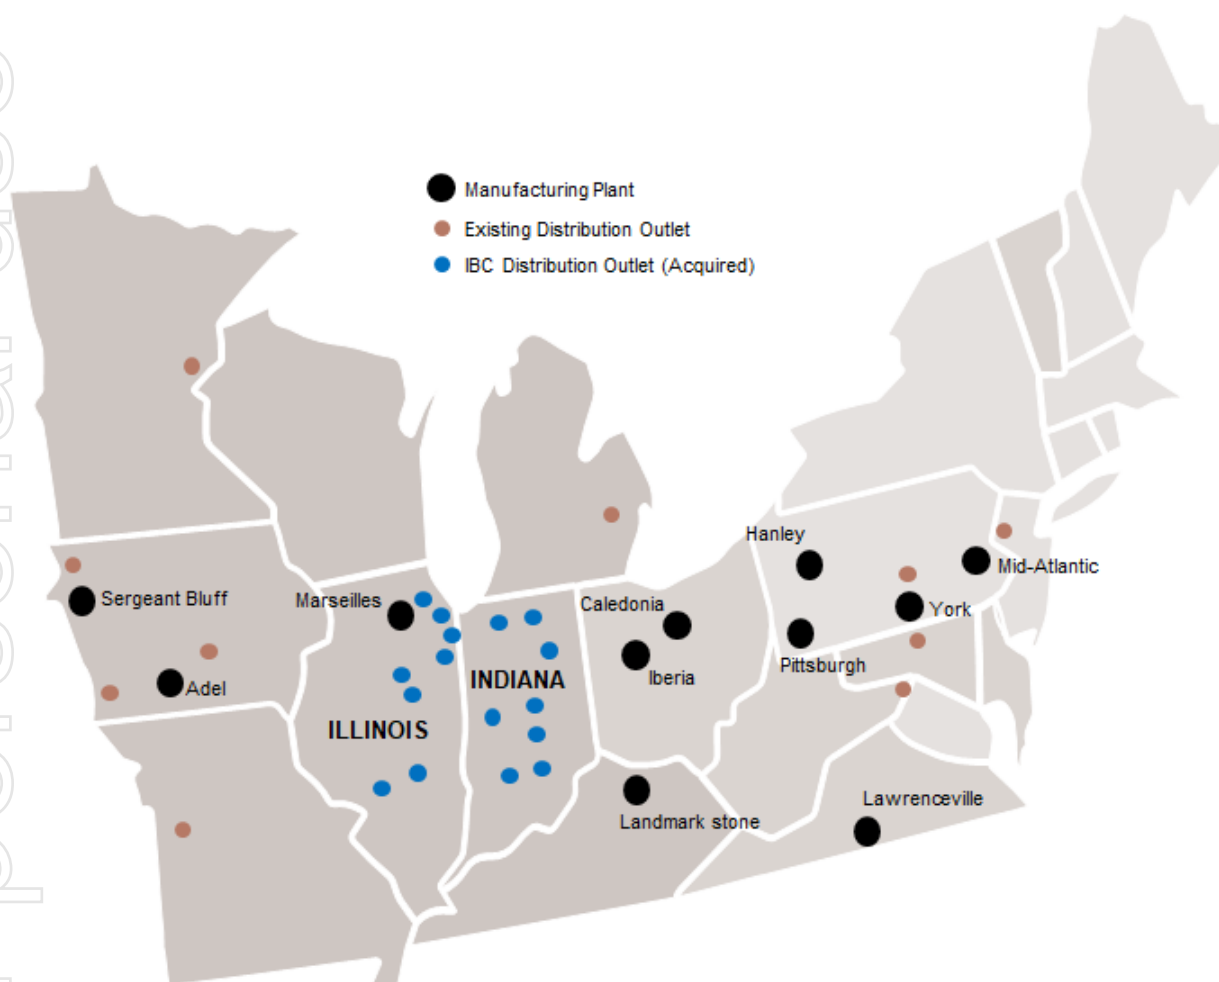 Manufacturing Plant
Existing Distribution Outlet
IBC Distribution Outlet (Acquired)
Hanley
Mid-Atlantic
Sergeant Bluff
Marseilles
Caledonia
York
Pittsburgh
Iberia
INDIANA
Adel
ILLINOIS
Lawrenceville
Landmark stone